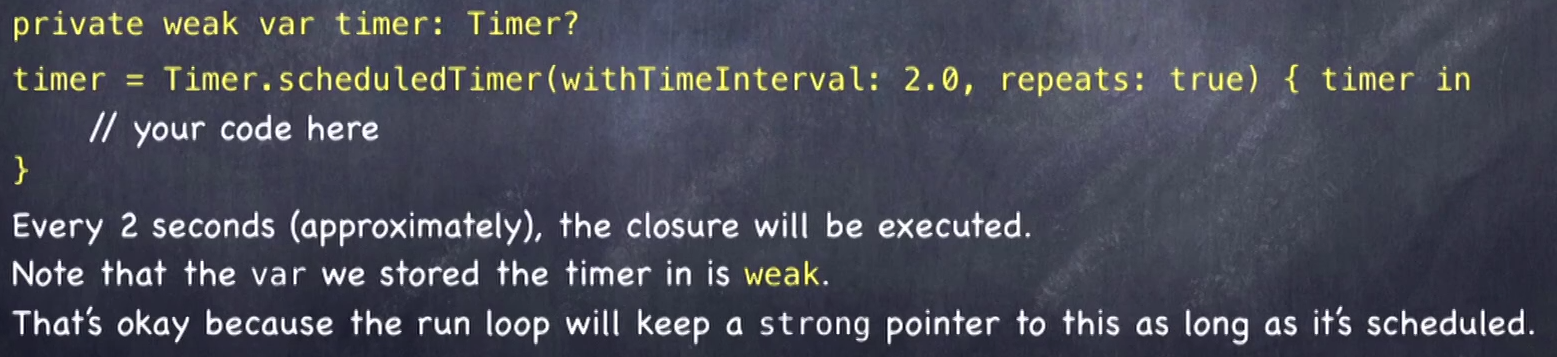 private weak var timer: Timer?
timer = Timer.scheduledTimer(withTimeInterval: 2.0, repeats: true) { timer in
// your code here
}
Every 2 seconds (approximately), the closure will be executed.
Note that the var we stored the timer in is weak.
That's okay because the run loop will keep a strong pointer to this as long as it's scheduled.